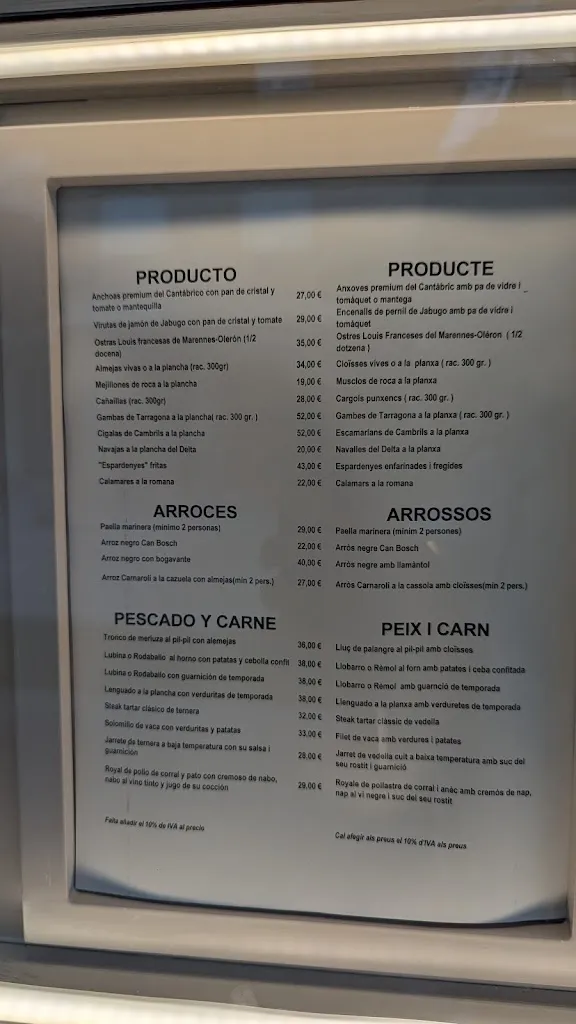 PRODUCTO
Anchoas premium del Cantábrico con pan de cristal y
tomate o mantequilla
27,00 €
Virutas de jamón de Jabugo con pan de cristal y tomate
29,00 €
Ostras Louis francesas de Marennes-Olerón (1/2
docena)
35,00 €
Almejas vivas o a la plancha (rac. 300gr)
34,00 €
Mejillones de roca a la plancha
19,00 €
Cañaíllas (rac. 300gr)
28,00 €
Gambas de Tarragona a la plancha( rac. 300 gr. )
52,00 €
Cigalas de Cambrils a la plancha
52,00 €
Navajas a la plancha del Delta
20,00 €
"Espardenyes" fritas
43,00 €
Calamares a la romana
22,00 €
ARROCES
Paella marinera (mínimo 2 personas)
29,00 €
Arroz negro Can Bosch
22,00 €
Arroz negro con bogavante
40,00 €
Arroz Carnaroli a la cazuela con almejas(mín 2 pers.)
27,00 €
PESCADO Y CARNE
Tronco de merluza al pil-pil con alemejas
36,00 €
Lubina o Rodaballo al horno con patatas y cebolla confit
38,00 €
Lubina o Rodaballo con guarnición de temporada
38,00 €
Lenguado a la plancha con verduritas de temporada
38,00 €
Steak tartar clásico de ternera
32,00 €
Solomillo de vaca con verduritas y patatas
33,00 €
Jarrete de ternera a baja temperatura con su salsa i
guarnición
28,00 €
Royal de pollo de corral y pato con cremoso de nabo,
nabo al vino tinto y jugo de su cocción
29,00 €
Falta añadir el 10% de IVA al precio
PRODUCTE
Anxoves premium del Cantàbric amb pa de vidre i
tomàquet o mantega
Encenalls de pernil de Jabugo amb pa de vidre i
tomàquet
Ostres Louis Franceses del Marennes-Oléron ( 1/2
dotzena )
Cloïsses vives o a la planxa ( rac. 300 gr. )
Musclos de roca a la planxa
Cargols punxencs ( rac. 300 gr. )
Gambes de Tarragona a la planxa ( rac. 300 gr. )
Escamarlans de Cambrils a la planxa
Navalles del Delta a la planxa
Espardenyes enfarinades i fregides
Calamars a la romana
ARROSSOS
Paella marinera (mínim 2 persones)
Arròs negre Can Bosch
Arròs negre amb llamàntol
Arròs Carnaroli a la cassola amb cloïsses(mín 2 pers.)
PEIX I CARN
Lluç de palangre al pil-pil amb cloïsses
Llobarro o Rèmol al forn amb patates i ceba confitada
Llobarro o Rèmol amb guarnció de temporada
Llenguado a la planxa amb verduretes de temporada
Steak tartar clàssic de vedella
Filet de vaca amb verdures i patates
Jarret de vedella cuit a baixa temperatura amb suc del
seu rostit i guarnició
Royale de pollastre de corral i ànec amb cremós de nap,
nap al vi negre i suc del seu rostit
Cal afegir als preus el 10% d'IVA als preus